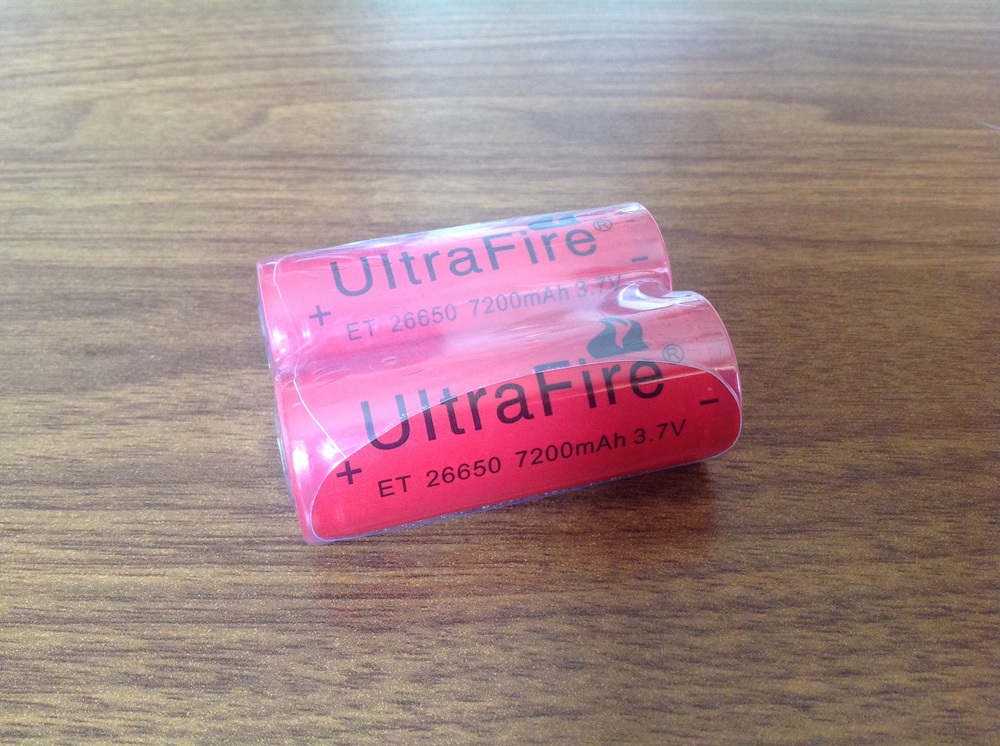 UltraFire®
+ -
ET 26650 7200mAh 3.7V
UltraFire®
+ -
ET 26650 7200mAh 3.7V